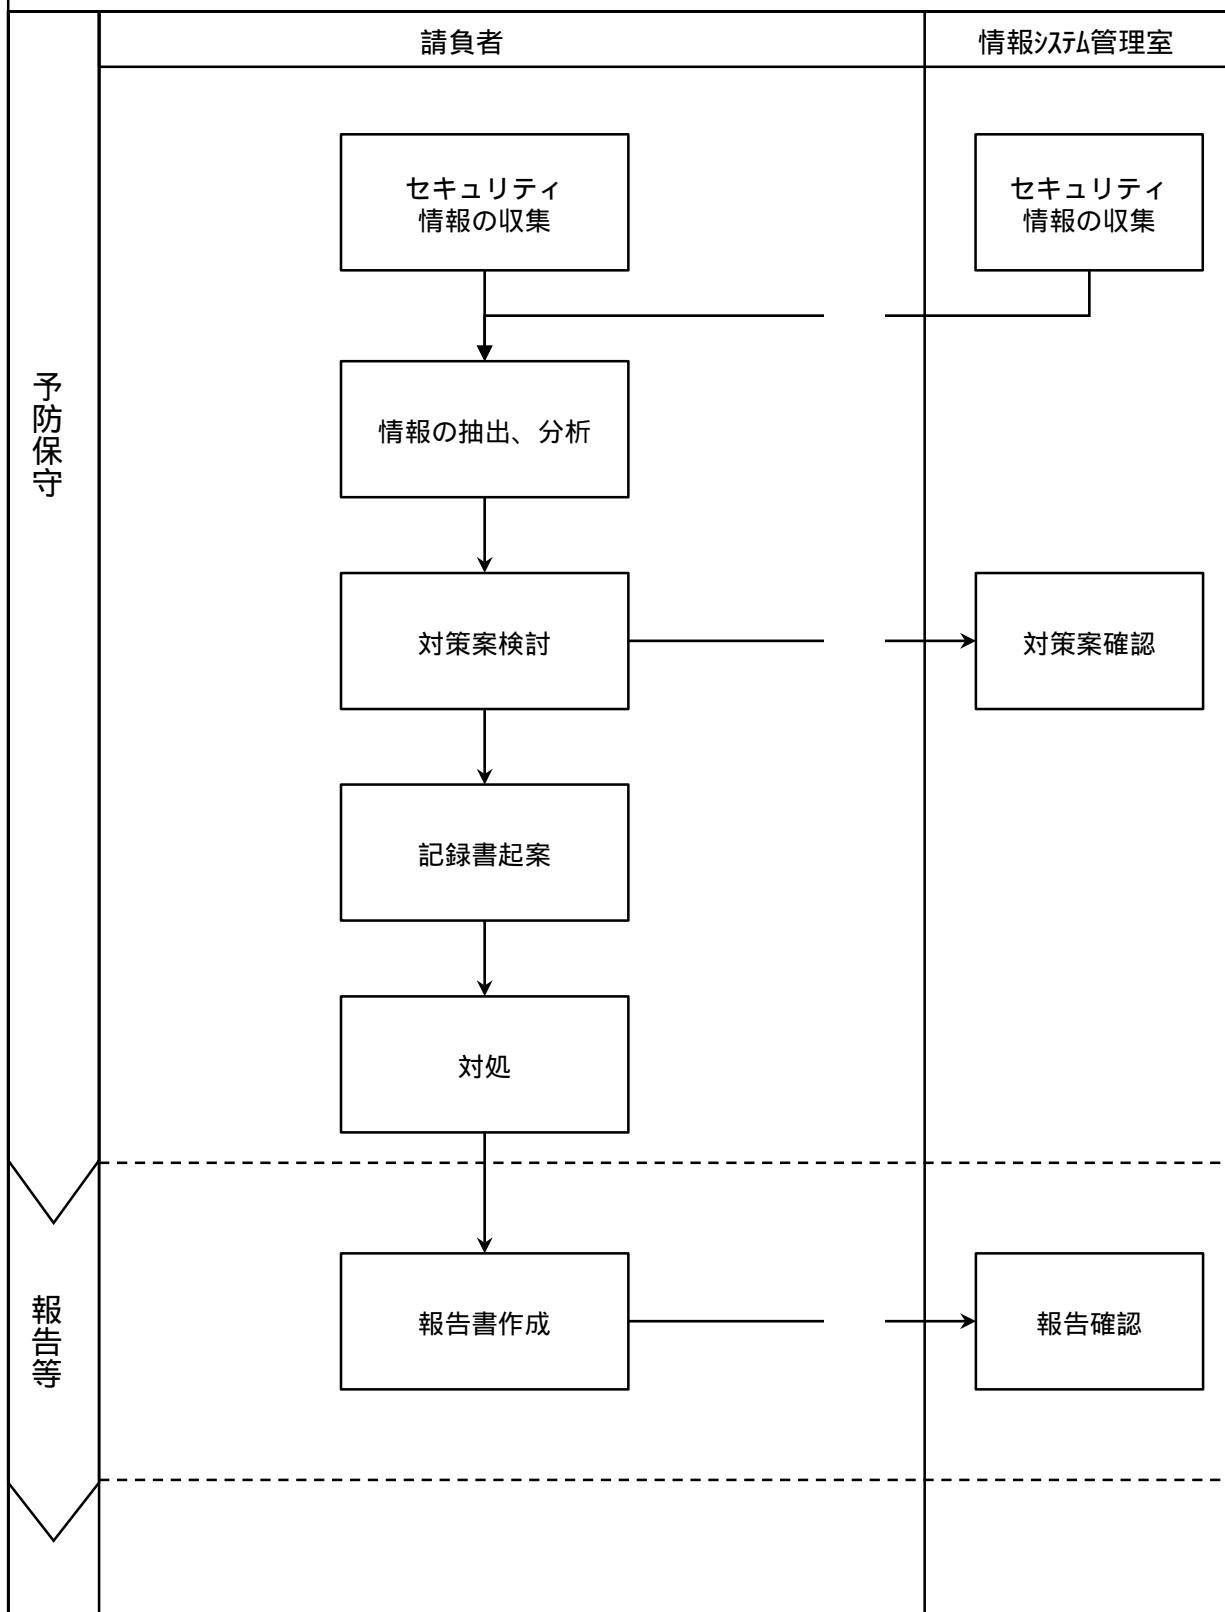 請負者
情報ｼｽﾃﾑ管理室
予防保守
セキュリティ
情報の収集
セキュリティ
情報の収集
情報の抽出、分析
対策案検討
対策案確認
記録書起案
対処
報告等
報告書作成
報告確認